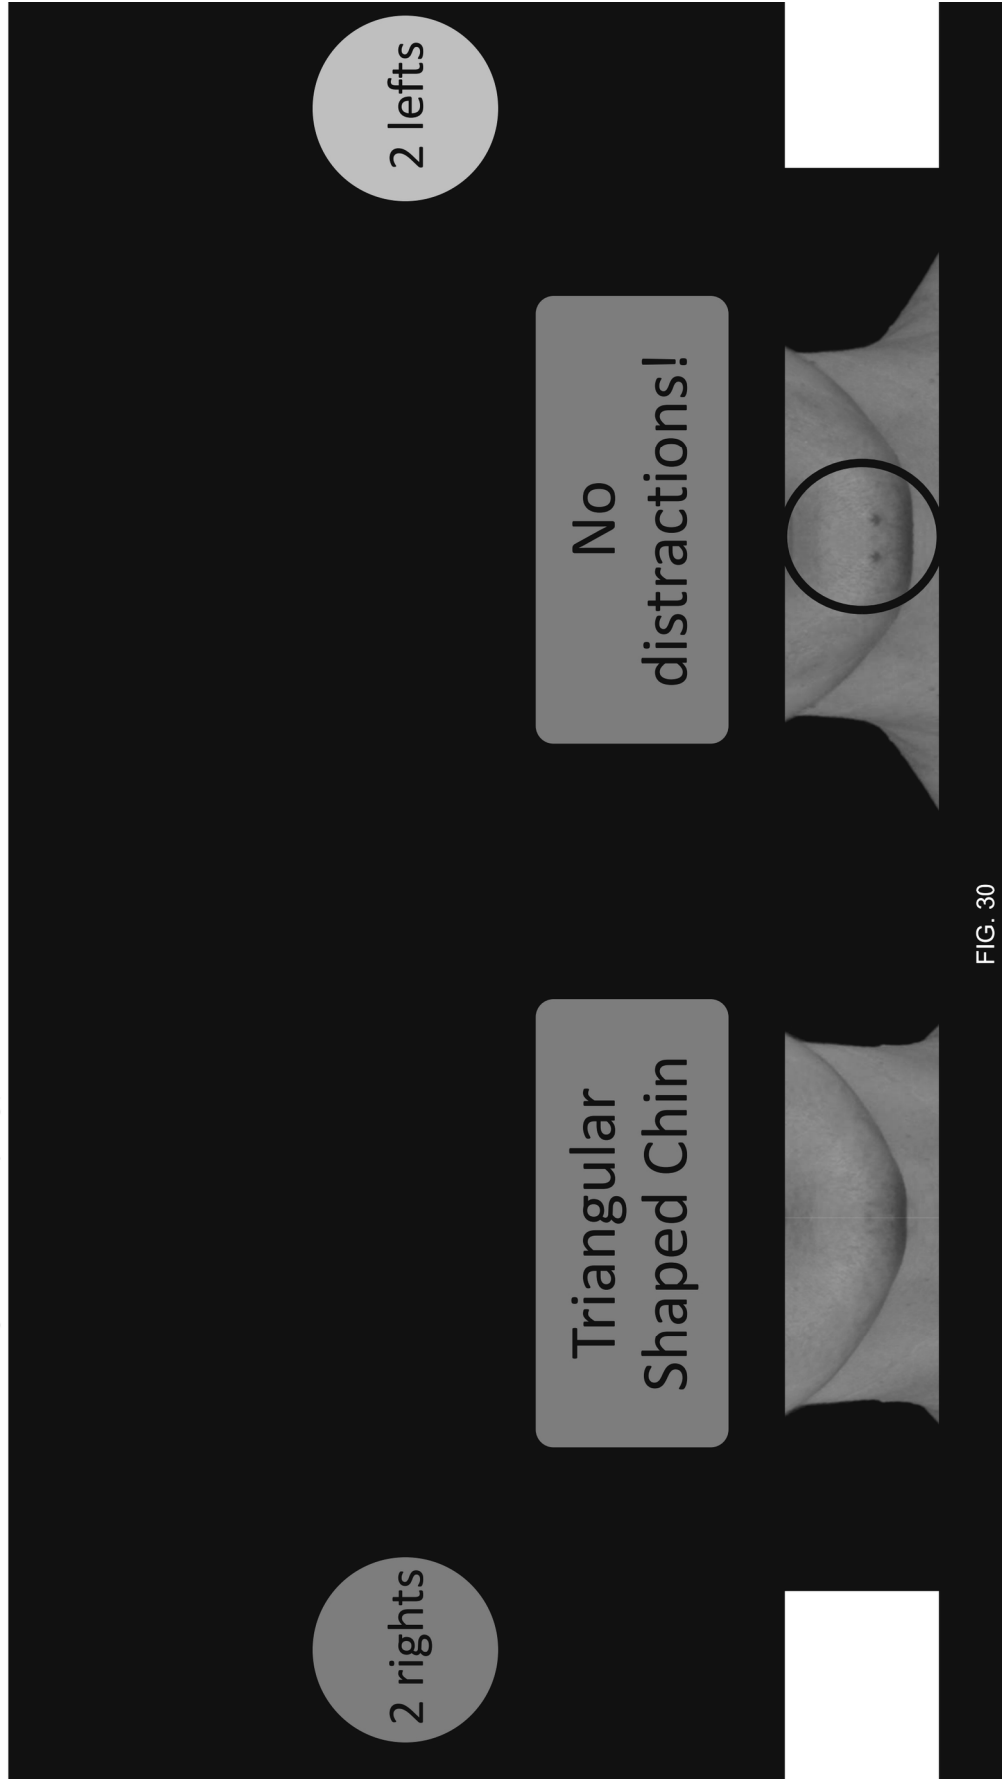 2 rights
2 lefts
Triangular
Shaped Chin
No
distractions!
FIG. 30